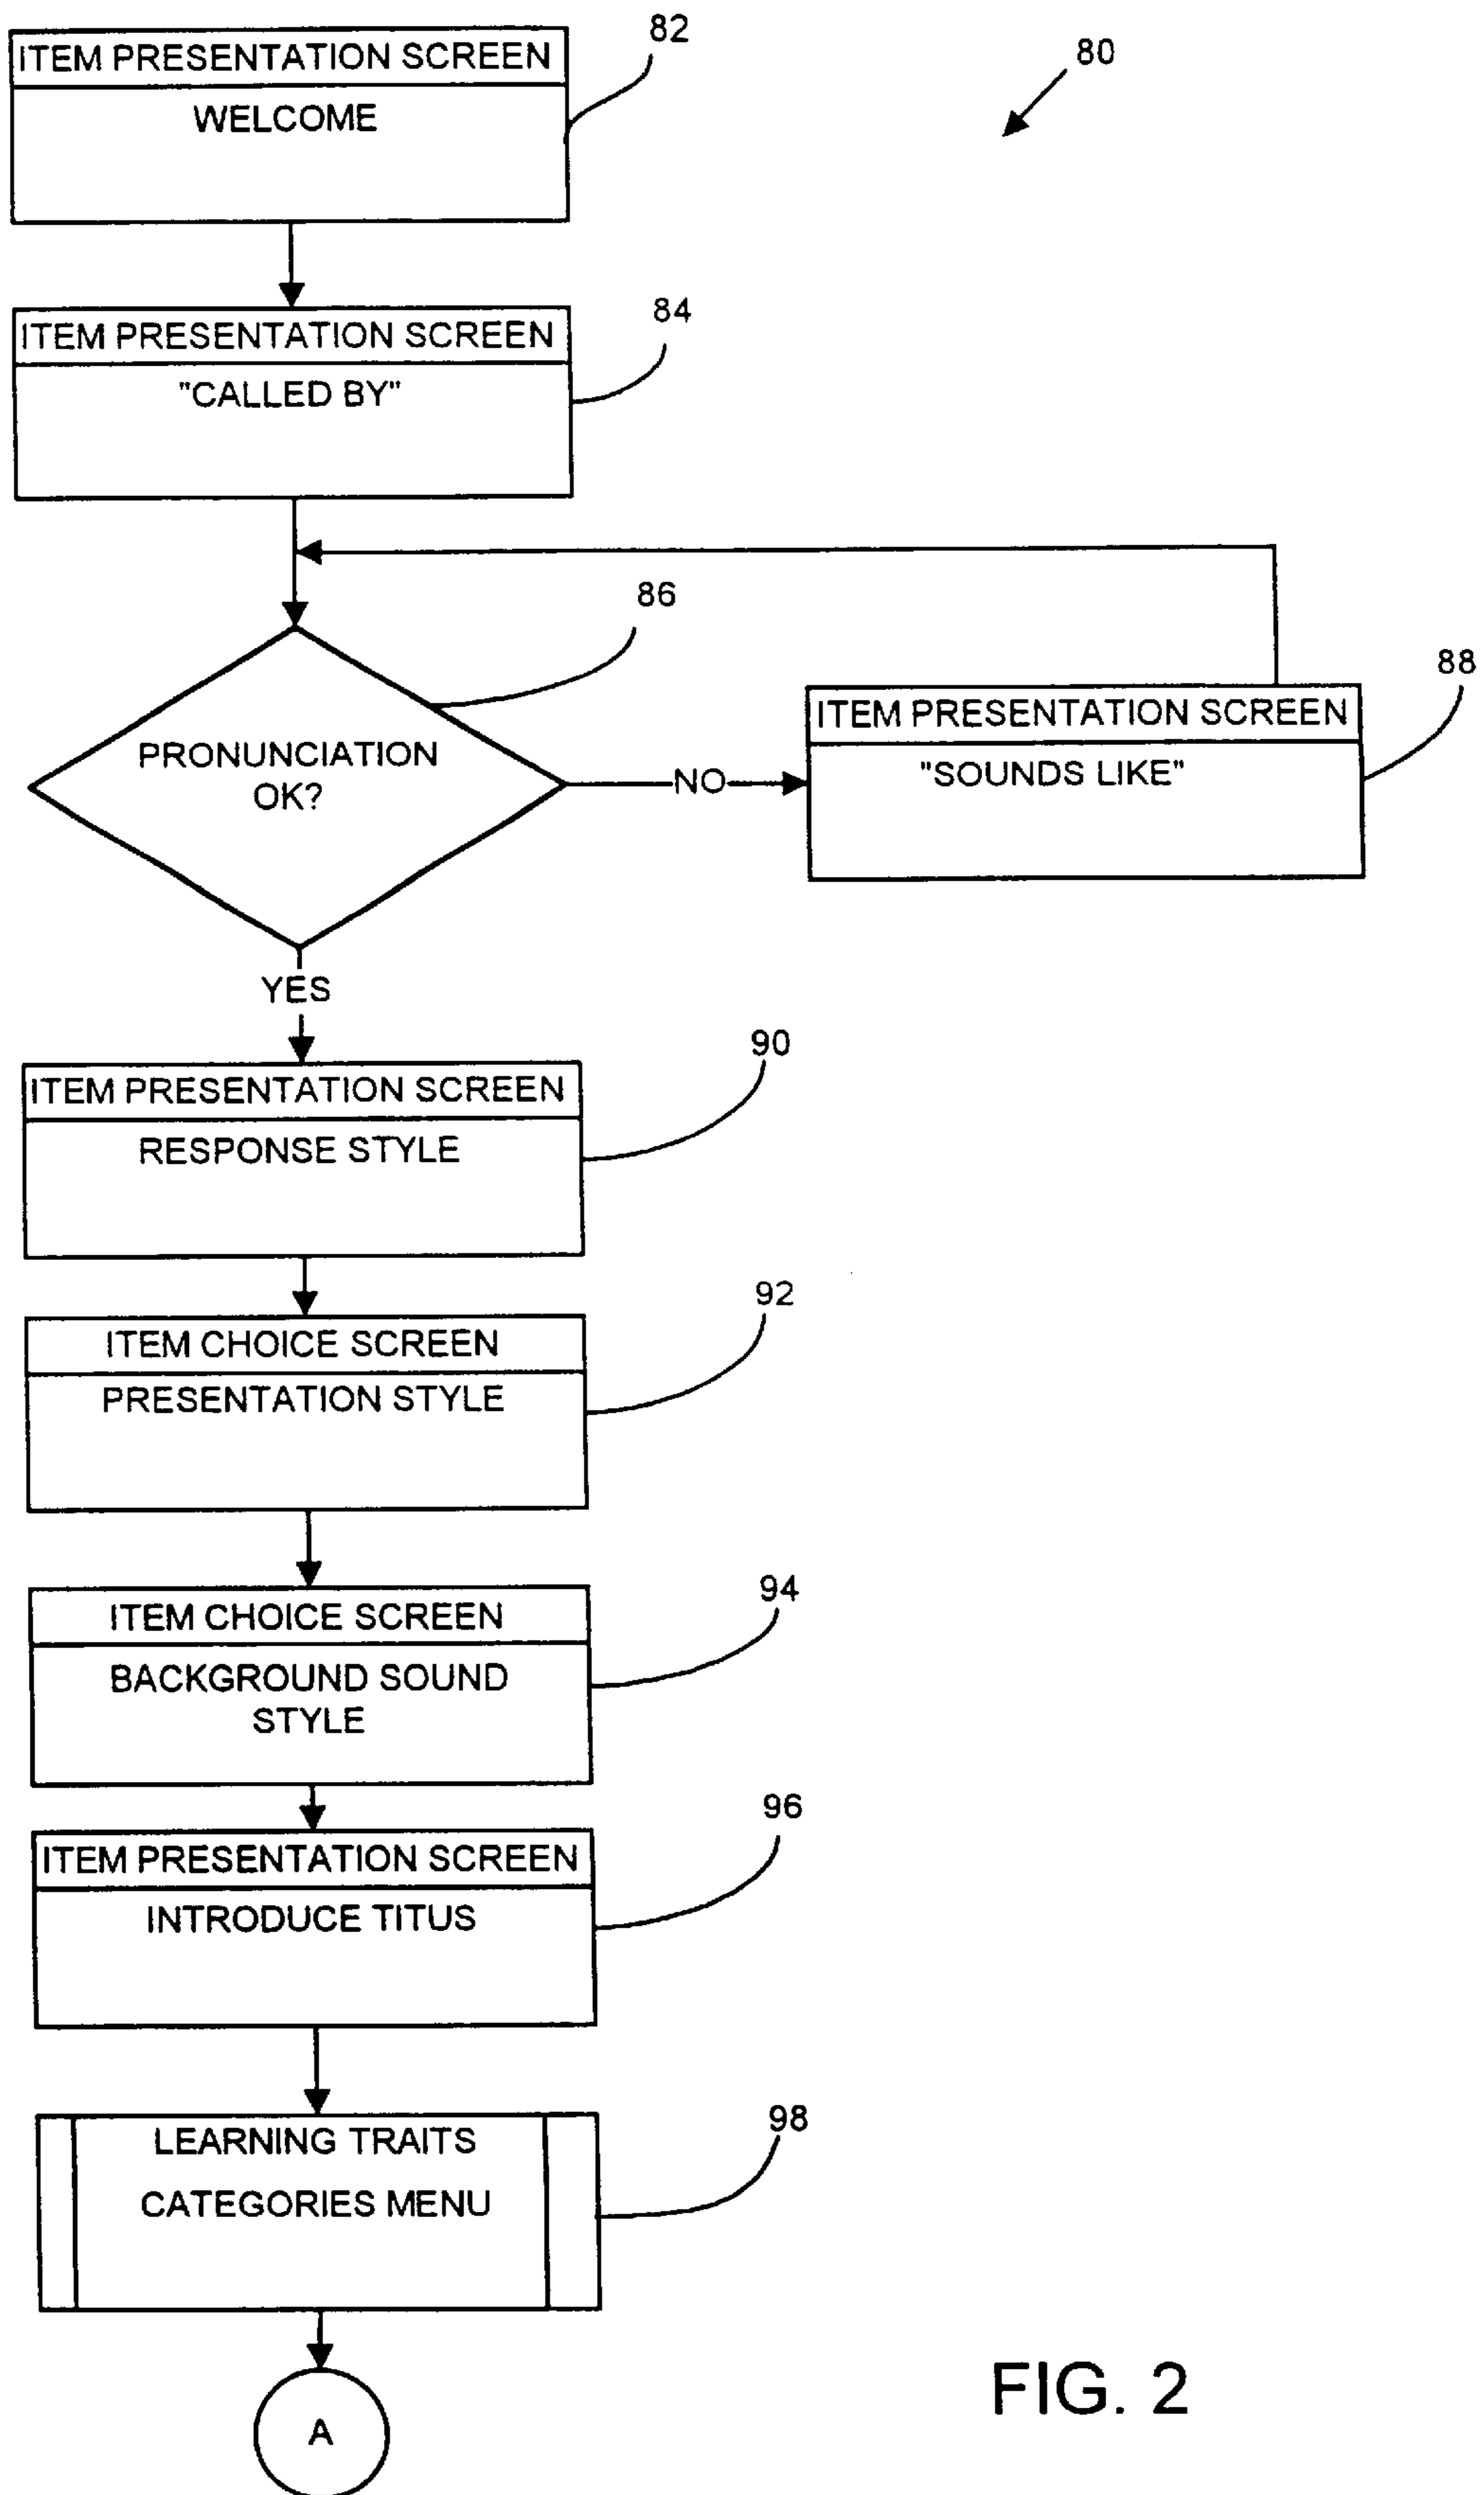 82
80
ITEM PRESENTATION SCREEN
WELCOME
84
ITEM PRESENTATION SCREEN
"CALLED BY"
86
PRONUNCIATION
OK?
NO
88
ITEM PRESENTATION SCREEN
"SOUNDS LIKE"
YES
90
ITEM PRESENTATION SCREEN
RESPONSE STYLE
92
ITEM CHOICE SCREEN
PRESENTATION STYLE
94
ITEM CHOICE SCREEN
BACKGROUND SOUND
STYLE
96
ITEM PRESENTATION SCREEN
INTRODUCE TITUS
98
LEARNING TRAITS
CATEGORIES MENU
A
FIG. 2